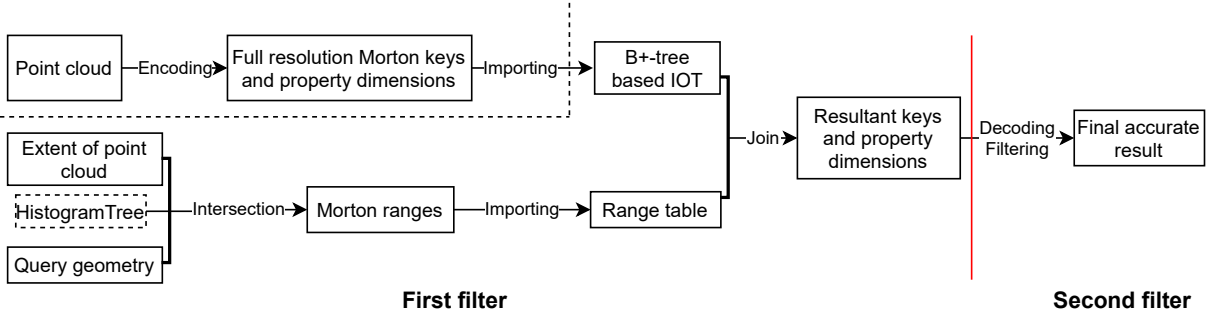 Point cloud
Encoding
Full resolution Morton keys
and property dimensions
Importing
B+-tree
based IOT
Extent of point
cloud
HistogramTree
Query geometry
Intersection
Morton ranges
Importing
Range table
Join
Resultant keys
and property
dimensions
Decoding
Filtering
Final accurate
result
First filter
Second filter